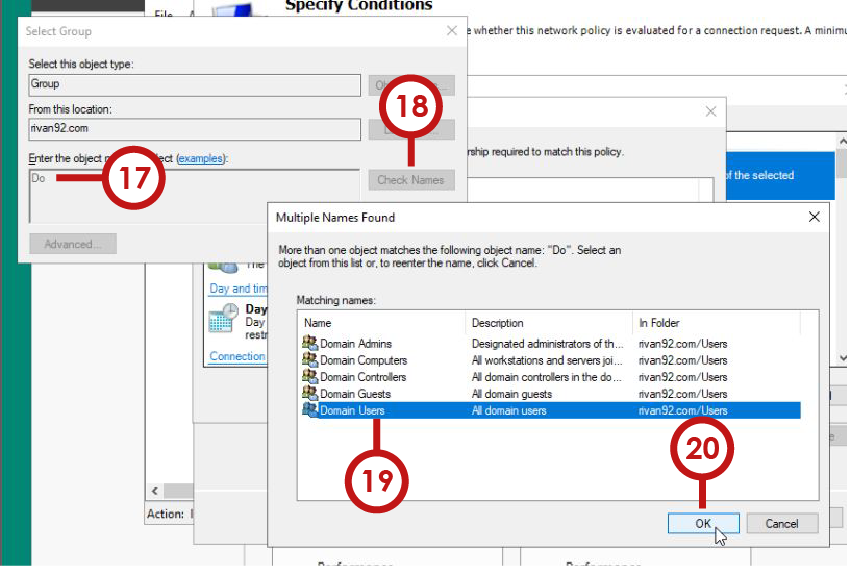 Specify Conditions
File
Select Group
whether this network policy is evaluated for a connection request. A minimu
Select this object type:
Group
From this location:
rivan92.com
18
required to match this policy.
Enter the object (examples):
Do
17
Check Names
of the selected
Advanced...
Multiple Names Found
More than one object matches the following object name: "Do". Select an
object from this list or, to reenter the name, click Cancel.
Matching names:
Name Description In Folder
Domain Admins Designated administrators of th... rivan92.com/Users
Domain Computers All workstations and servers joi... rivan92.com/Users
Domain Controllers All domain controllers in the do... rivan92.com/Users
Domain Guests All domain guests rivan92.com/Users
Domain Users All domain users rivan92.com/Users
The
Day and tim
Day
Day
restr
Connection
19
20
OK Cancel
Action: